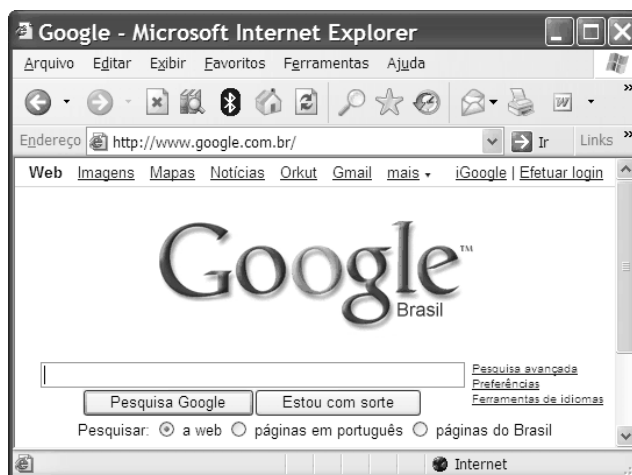 Google - Microsoft Internet Explorer
Arquivo Editar Exibir Favoritos Ferramentas Ajuda
Endereço http://www.google.com.br/ Ir Links
Web Imagens Mapas Notícias Orkut Gmail mais iGoogle | Efetuar login
Google™
Brasil
Pesquisa avançada
Preferências
Ferramentas de idiomas
Pesquisa Google Estou com sorte
Pesquisar: a web páginas em português páginas do Brasil
Internet